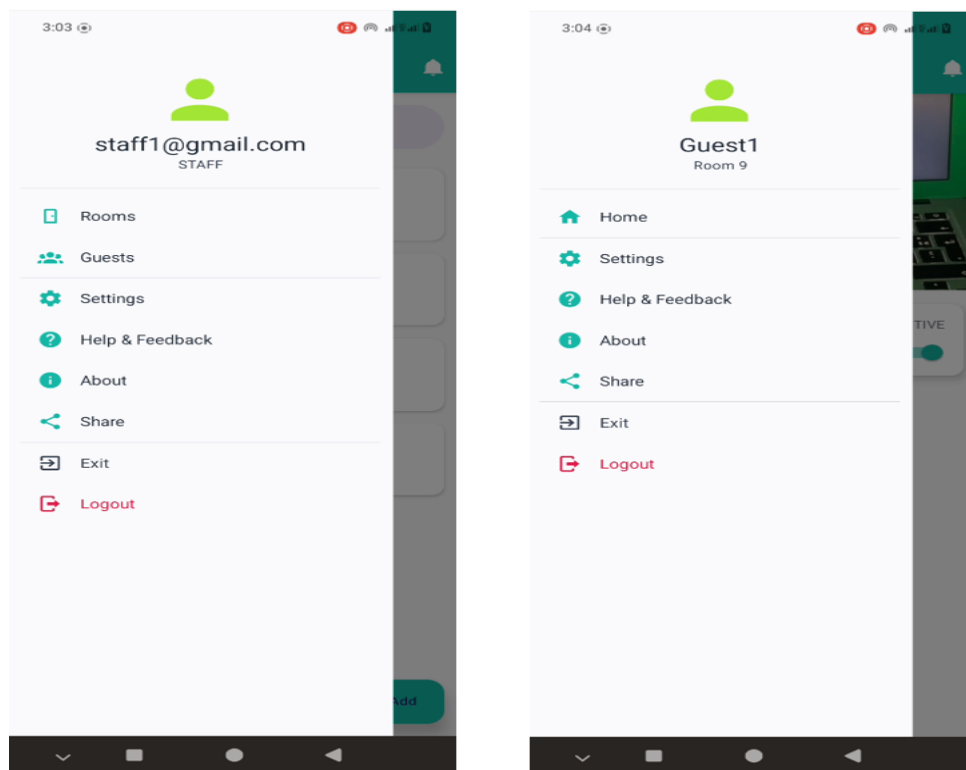 3:03
staff1@gmail.com
STAFF
Rooms
Guests
Settings
Help & Feedback
About
Share
Exit
Logout
Add
3:04
Guest1
Room 9
Home
Settings
Help & Feedback
About
Share
Exit
Logout
TIVE